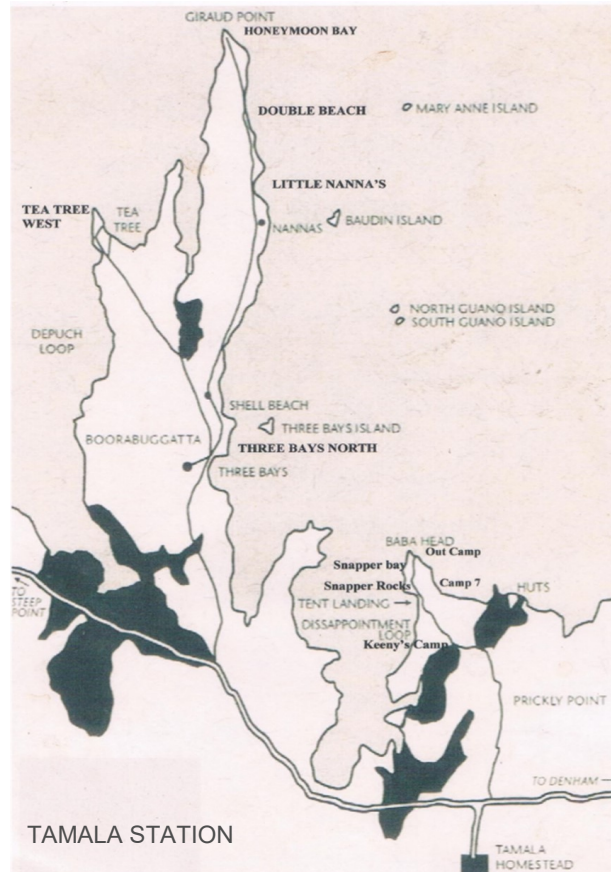 GIRAUD POINT
HONEYMOON BAY
DOUBLE BEACH
MARY ANNE ISLAND
LITTLE NANNA'S
TEA TREE
WEST
TEA
TREE
NANNAS
BAUDIN ISLAND
NORTH GUANO ISLAND
SOUTH GUANO ISLAND
DEPUCH
LOOP
SHELL BEACH
THREE BAYS ISLAND
BOORABUGGATTA
THREE BAYS NORTH
THREE BAYS
BABA HEAD
Out Camp
Snapper bay
Snapper Rocks
Camp 7
HUTS
TO
STEEP
POINT
TENT LANDING
DISSAPPOINTMENT
LOOP
Keeny's Camp
PRICKLY POINT
TO DENHAM
TAMALA STATION
TAMALA
HOMESTEAD